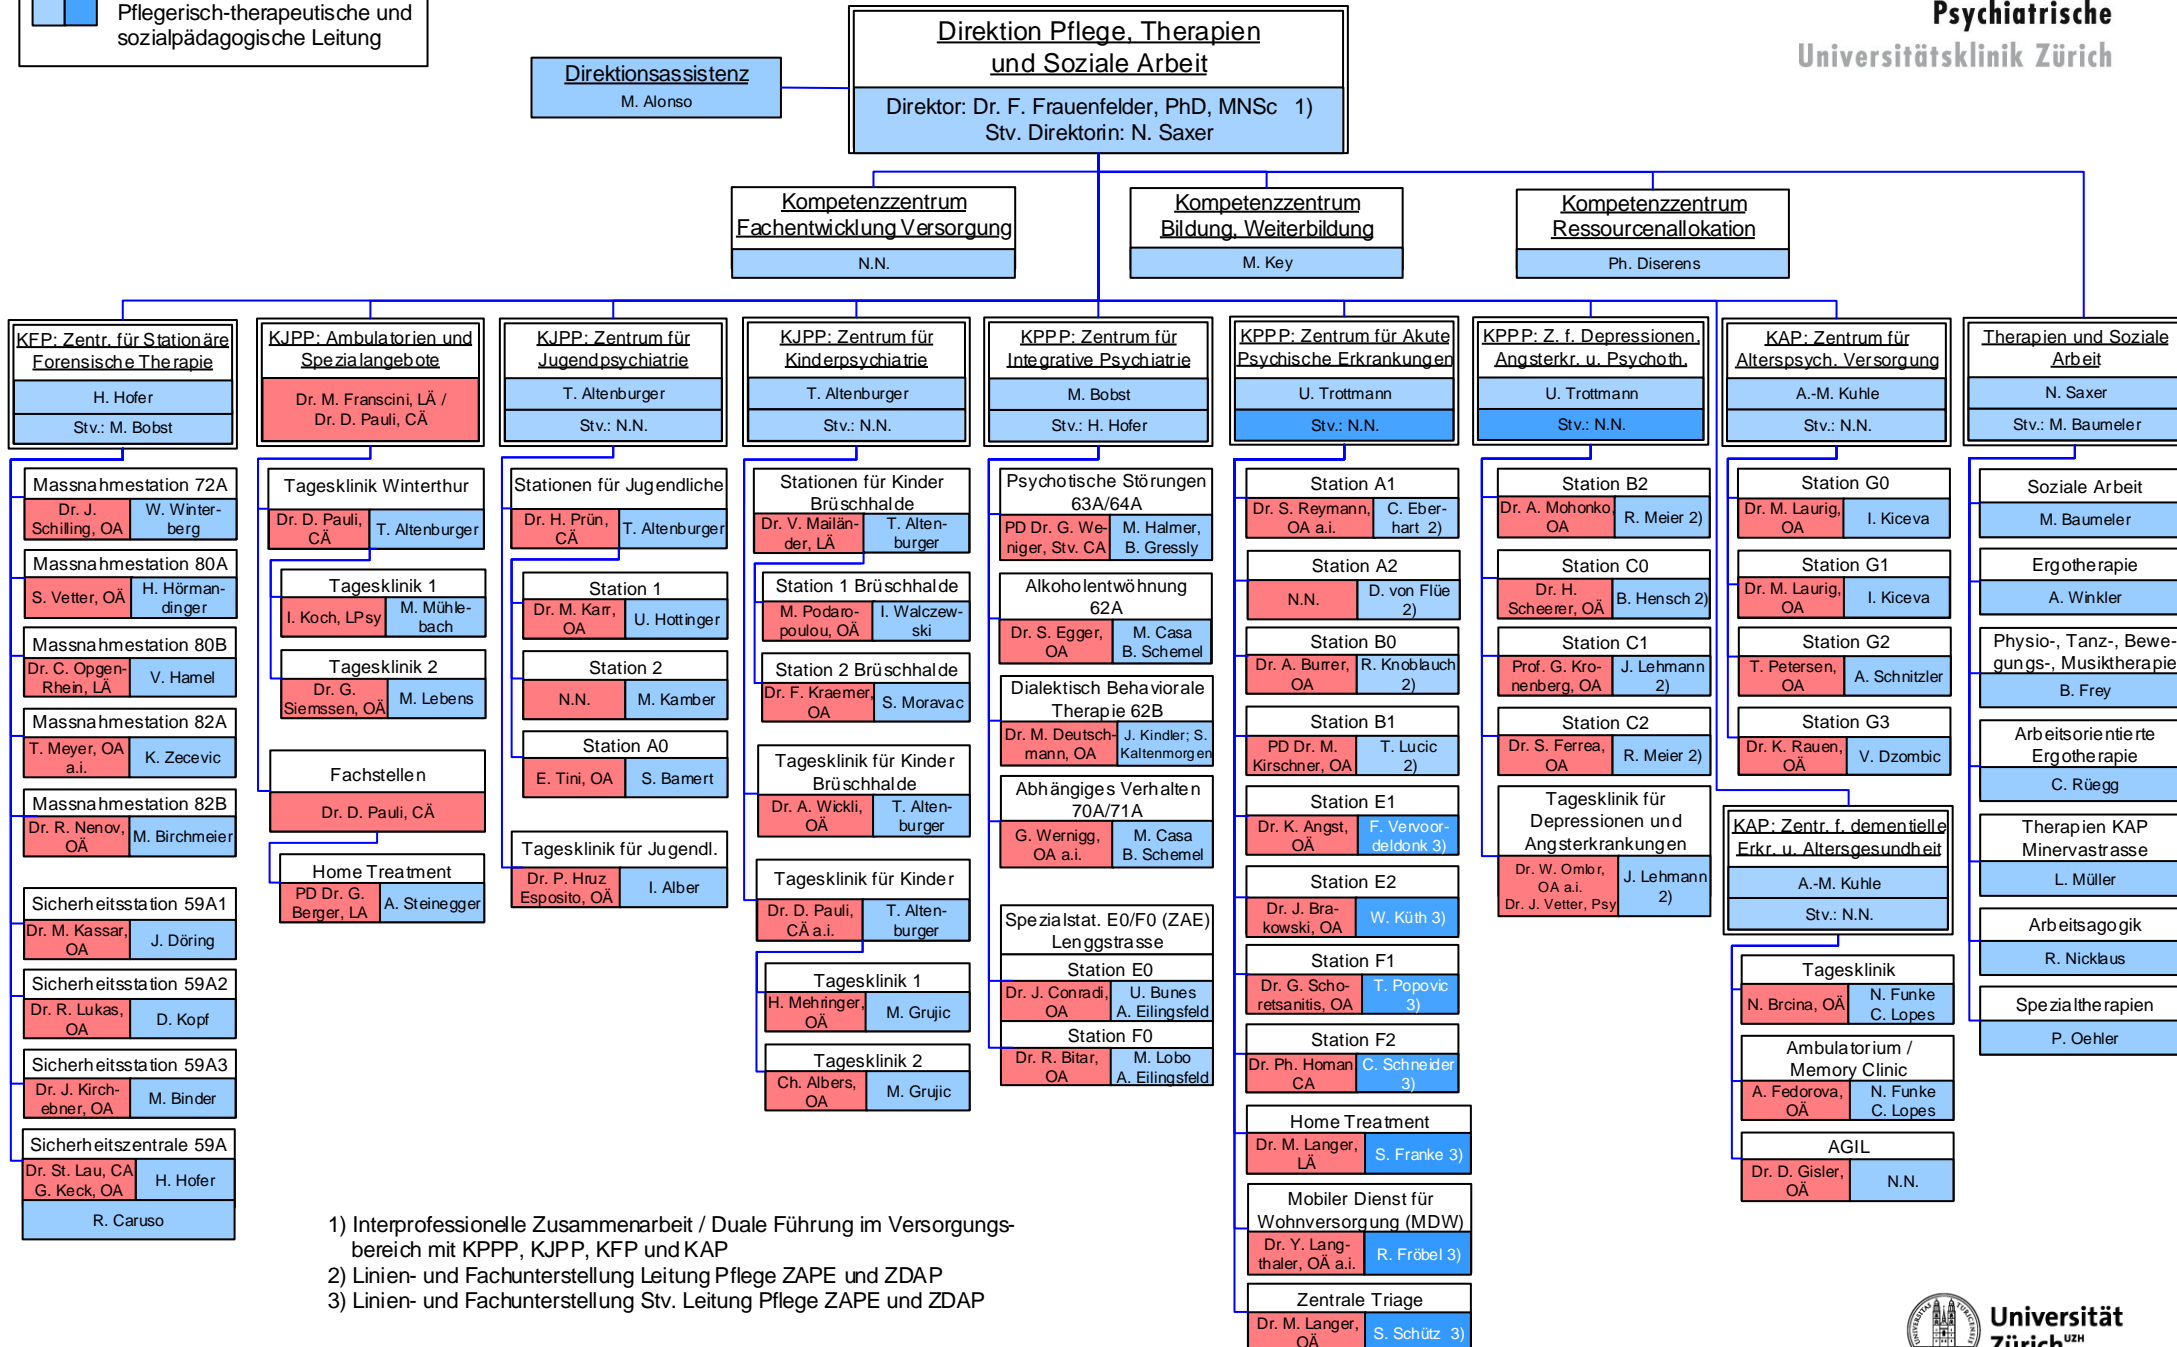 Pflegerisch-therapeutische und
sozialpädagogische Leitung
Psychiatrische
Universitätsklinik Zürich
Direktion Pflege, Therapien
und Soziale Arbeit
Direktor: Dr. F. Frauenfelder, PhD, MNSc 1)
Stv. Direktorin: N. Saxer
Direktionsassistenz
M. Alonso
Kompetenzzentrum
Fachentwicklung Versorgung
N.N.
Kompetenzzentrum
Bildung, Weiterbildung
M. Key
Kompetenzzentrum
Ressourcenallokation
Ph. Diserens
KFP: Zentr. für Stationäre
Forensische Therapie
H. Hofer
Stv.: M. Bobst
Massnahmestation 72A
Dr. J.
Schilling, OA
W. Winter-
berg
Massnahmestation 80A
S. Vetter, OÄ
H. Hörman-
dinger
Massnahmestation 80B
Dr. C. Opgen-
Rhein, LÄ
V. Hamel
Massnahmestation 82A
T. Meyer, OA
a.i.
K. Zecevic
Massnahmestation 82B
Dr. R. Nenov,
OÄ
M. Birchmeier
Sicherheitsstation 59A1
Dr. M. Kassar,
OA
J. Döring
Sicherheitsstation 59A2
Dr. R. Lukas,
OA
D. Kopf
Sicherheitsstation 59A3
Dr. J. Kirch-
ebner, OA
M. Binder
Sicherheitszentrale 59A
Dr. St. Lau, CA
G. Keck, OA
H. Hofer
R. Caruso
KJPP: Ambulatorien und
Spezialangebote
Dr. M. Franscini, LÄ /
Dr. D. Pauli, CÄ
Tagesklinik Winterthur
Dr. D. Pauli,
CÄ
T. Altenburger
Tagesklinik 1
I. Koch, LPsy
M. Mühle-
bach
Tagesklinik 2
Dr. G.
Siemssen, OÄ
M. Lebens
Fachstellen
Dr. D. Pauli, CÄ
Home Treatment
PD Dr. G.
Berger, LA
A. Steinegger
KJPP: Zentrum für
Jugendpsychiatrie
T. Altenburger
Stv.: N.N.
Stationen für Jugendliche
Dr. H. Prün,
CÄ
T. Altenburger
Station 1
Dr. M. Karr,
OA
U. Hottinger
Station 2
N.N.
M. Kamber
Station A0
E. Tini, OA
S. Bamert
Tagesklinik für Jugendl.
Dr. P. Hruz
Esposito, OÄ
I. Alber
KJPP: Zentrum für
Kinderpsychiatrie
T. Altenburger
Stv.: N.N.
Stationen für Kinder
Brüschhalde
Dr. V. Mailän-
der, LÄ
T. Alten-
burger
Station 1 Brüschhalde
M. Podaro-
poulou, OÄ
I. Walczew-
ski
Station 2 Brüschhalde
Dr. F. Kraemer,
OA
S. Moravac
Tagesklinik für Kinder
Brüschhalde
Dr. A. Wickli,
OÄ
T. Alten-
burger
Tagesklinik für Kinder
Dr. D. Pauli,
CÄ a.i.
T. Alten-
burger
Tagesklinik 1
H. Mehringer,
OÄ
M. Grujic
Tagesklinik 2
Ch. Albers,
OA
M. Grujic
KPPP: Zentrum für
Integrative Psychiatrie
M. Bobst
Stv.: H. Hofer
Psychotische Störungen
63A/64A
PD Dr. G. We-
niger, Stv. CA
M. Halmer,
B. Gressly
Alkoholentwöhnung
62A
Dr. S. Egger,
OA
M. Casa
B. Schemel
Dialektisch Behaviorale
Therapie 62B
Dr. M. Deutsch-
mann, OA
J. Kindler; S.
Kaltenmorgen
Abhängiges Verhalten
70A/71A
G. Wernigg,
OA a.i.
M. Casa
B. Schemel
Spezialstat. E0/F0 (ZAE)
Lenggstrasse
Station E0
Dr. J. Conradi,
OA
U. Bunes
A. Eilingsfeld
Station F0
Dr. R. Bitar,
OA
M. Lobo
A. Eilingsfeld
KPPP: Zentrum für Akute
Psychische Erkrankungen
U. Trottmann
Stv.: N.N.
Station A1
Dr. S. Reymann,
OA a.i.
C. Eber-
hart 2)
Station A2
N.N.
D. von Flüe
2)
Station B0
Dr. A. Burrer,
OA
R. Knoblauch
2)
Station B1
PD Dr. M.
Kirschner, OA
T. Lucic
2)
Station E1
Dr. K. Angst,
OÄ
F. Vervoor-
deldonk 3)
Station E2
Dr. J. Bra-
kowski, OA
W. Küth 3)
Station F1
Dr. G. Scho-
retsanitis, OA
T. Popovic
3)
Station F2
Dr. Ph. Homan
CA
C. Schneider
3)
Home Treatment
Dr. M. Langer,
LÄ
S. Franke 3)
Mobiler Dienst für
Wohnversorgung (MDW)
Dr. Y. Lang-
thaler, OÄ a.i.
R. Fröbel 3)
Zentrale Triage
Dr. M. Langer,
OÄ
S. Schütz 3)
KPPP: Z. f. Depressionen,
Angsterkr. u. Psychoth.
U. Trottmann
Stv.: N.N.
Station B2
Dr. A. Mohonko,
OA
R. Meier 2)
Station C0
Dr. H.
Scheerer, OÄ
B. Hensch 2)
Station C1
Prof. G. Kro-
nenberg, OA
J. Lehmann
2)
Station C2
Dr. S. Ferrea,
OA
R. Meier 2)
Tagesklinik für
Depressionen und
Angsterkrankungen
Dr. W. Omlor,
OA a.i.
Dr. J. Vetter, Psy
J. Lehmann
2)
KAP: Zentrum für
Alterspsych. Versorgung
A.-M. Kuhle
Stv.: N.N.
Station G0
Dr. M. Laurig,
OA
I. Kiceva
Station G1
Dr. M. Laurig,
OA
I. Kiceva
Station G2
T. Petersen,
OA
A. Schnitzler
Station G3
Dr. K. Rauen,
OÄ
V. Dzombic
KAP: Zentr. f. dementielle
Erkr. u. Altersgesundheit
A.-M. Kuhle
Stv.: N.N.
Tagesklinik
N. Brcina, OÄ
N. Funke
C. Lopes
Ambulatorium /
Memory Clinic
A. Fedorova,
OÄ
N. Funke
C. Lopes
AGIL
Dr. D. Gisler,
OÄ
N.N.
Therapien und Soziale
Arbeit
N. Saxer
Stv.: M. Baumeler
Soziale Arbeit
M. Baumeler
Ergotherapie
A. Winkler
Physio-, Tanz-, Bewe-
gungs-, Musiktherapie
B. Frey
Arbeitsorientierte
Ergotherapie
C. Rüegg
Therapien KAP
Minervastrasse
L. Müller
Arbeitsagogik
R. Nicklaus
Spezialtherapien
P. Oehler
1) Interprofessionelle Zusammenarbeit / Duale Führung im Versorgungs-
bereich mit KPPP, KJPP, KFP und KAP
2) Linien- und Fachunterstellung Leitung Pflege ZAPE und ZDAP
3) Linien- und Fachunterstellung Stv. Leitung Pflege ZAPE und ZDAP
Universität
Zürich UZH